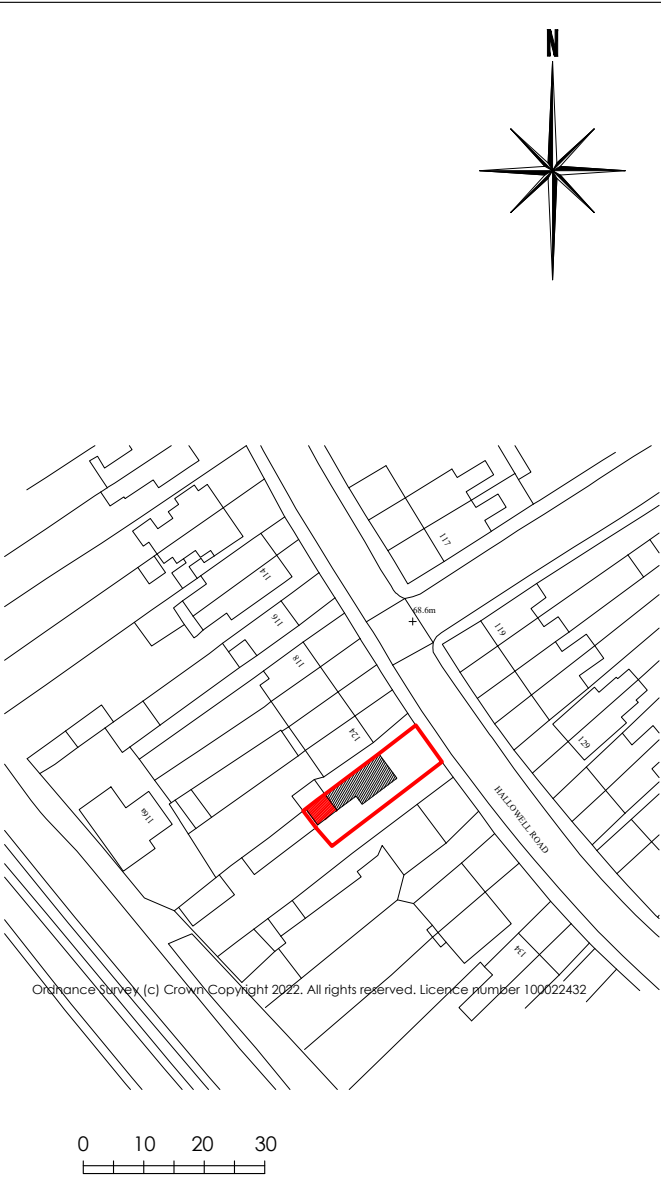 N
117
114
116
68.6m
119
118
124
129
116a
HALLOWELL ROAD
134
Ordnance Survey (c) Crown Copyright 2022. All rights reserved. Licence number 100022432
0 10 20 30